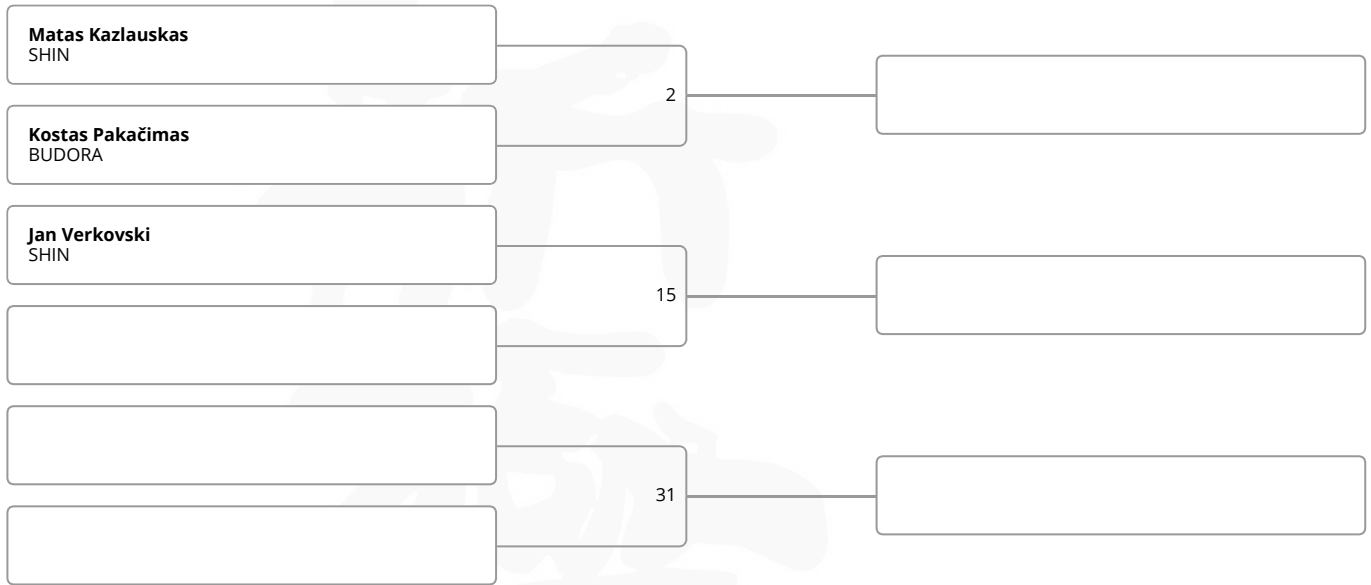 Matas Kazlauskas
SHIN
2
Kostas Pakačimas
BUDORA
Jan Verkovski
SHIN
15
31